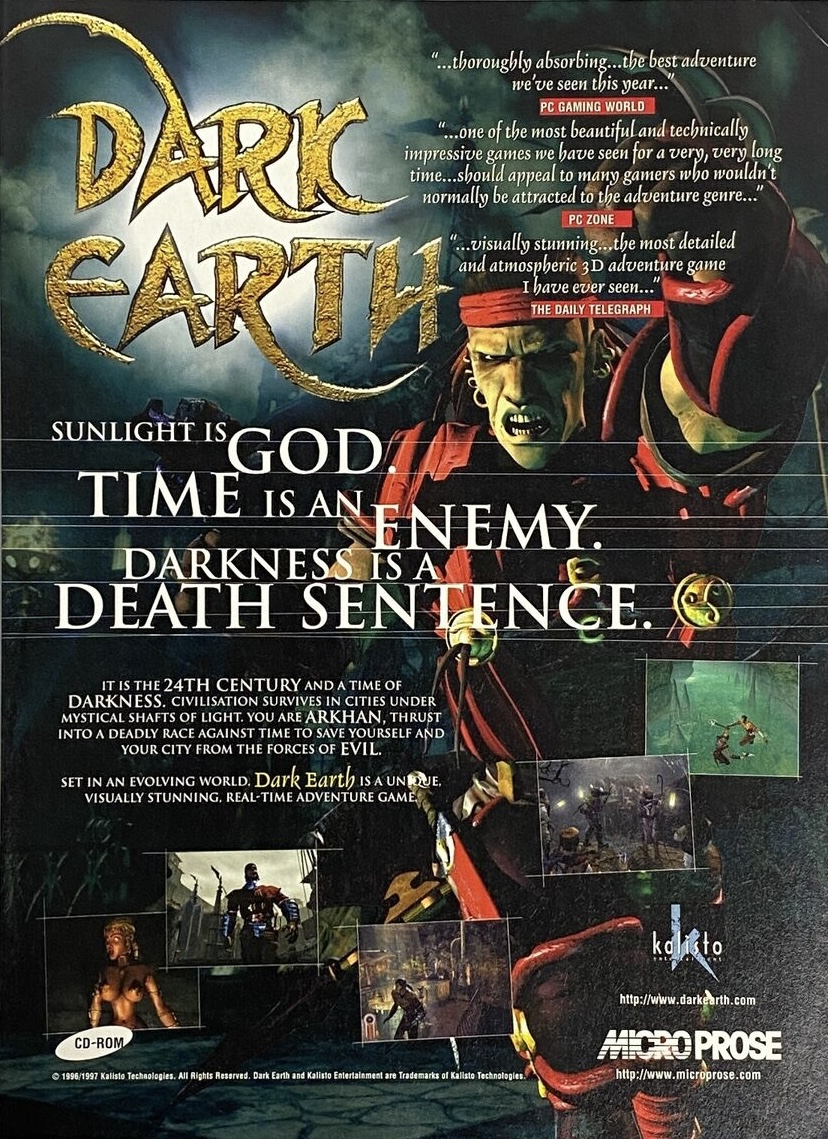 DARK
EARTH
“...thoroughly absorbing...the best adventure
we've seen this year...”
PC GAMING WORLD
“...one of the most beautiful and technically
impressive games we have seen for a very, very long
time...should appeal to many gamers who wouldn't
normally be attracted to the adventure genre...”
PC ZONE
“...visually stunning...the most detailed
and atmospheric 3D adventure game
I have ever seen...”
THE DAILY TELEGRAPH
SUNLIGHT IS GOD.
TIME IS AN ENEMY.
DARKNESS IS A
DEATH SENTENCE.
IT IS THE 24TH CENTURY AND A TIME OF
DARKNESS. CIVILISATION SURVIVES IN CITIES UNDER
MYSTICAL SHAFTS OF LIGHT. YOU ARE ARKHAN, THRUST
INTO A DEADLY RACE AGAINST TIME TO SAVE YOURSELF AND
YOUR CITY FROM THE FORCES OF EVIL.
SET IN AN EVOLVING WORLD, Dark Earth IS A UNIQUE,
VISUALLY STUNNING, REAL-TIME ADVENTURE GAME.
kalisto
entertainment
http://www.darkearth.com
CD-ROM
MICROPROSE
http://www.microprose.com
© 1996/1997 Kalisto Technologies. All Rights Reserved. Dark Earth and Kalisto Entertainment are Trademarks of Kalisto Technologies.